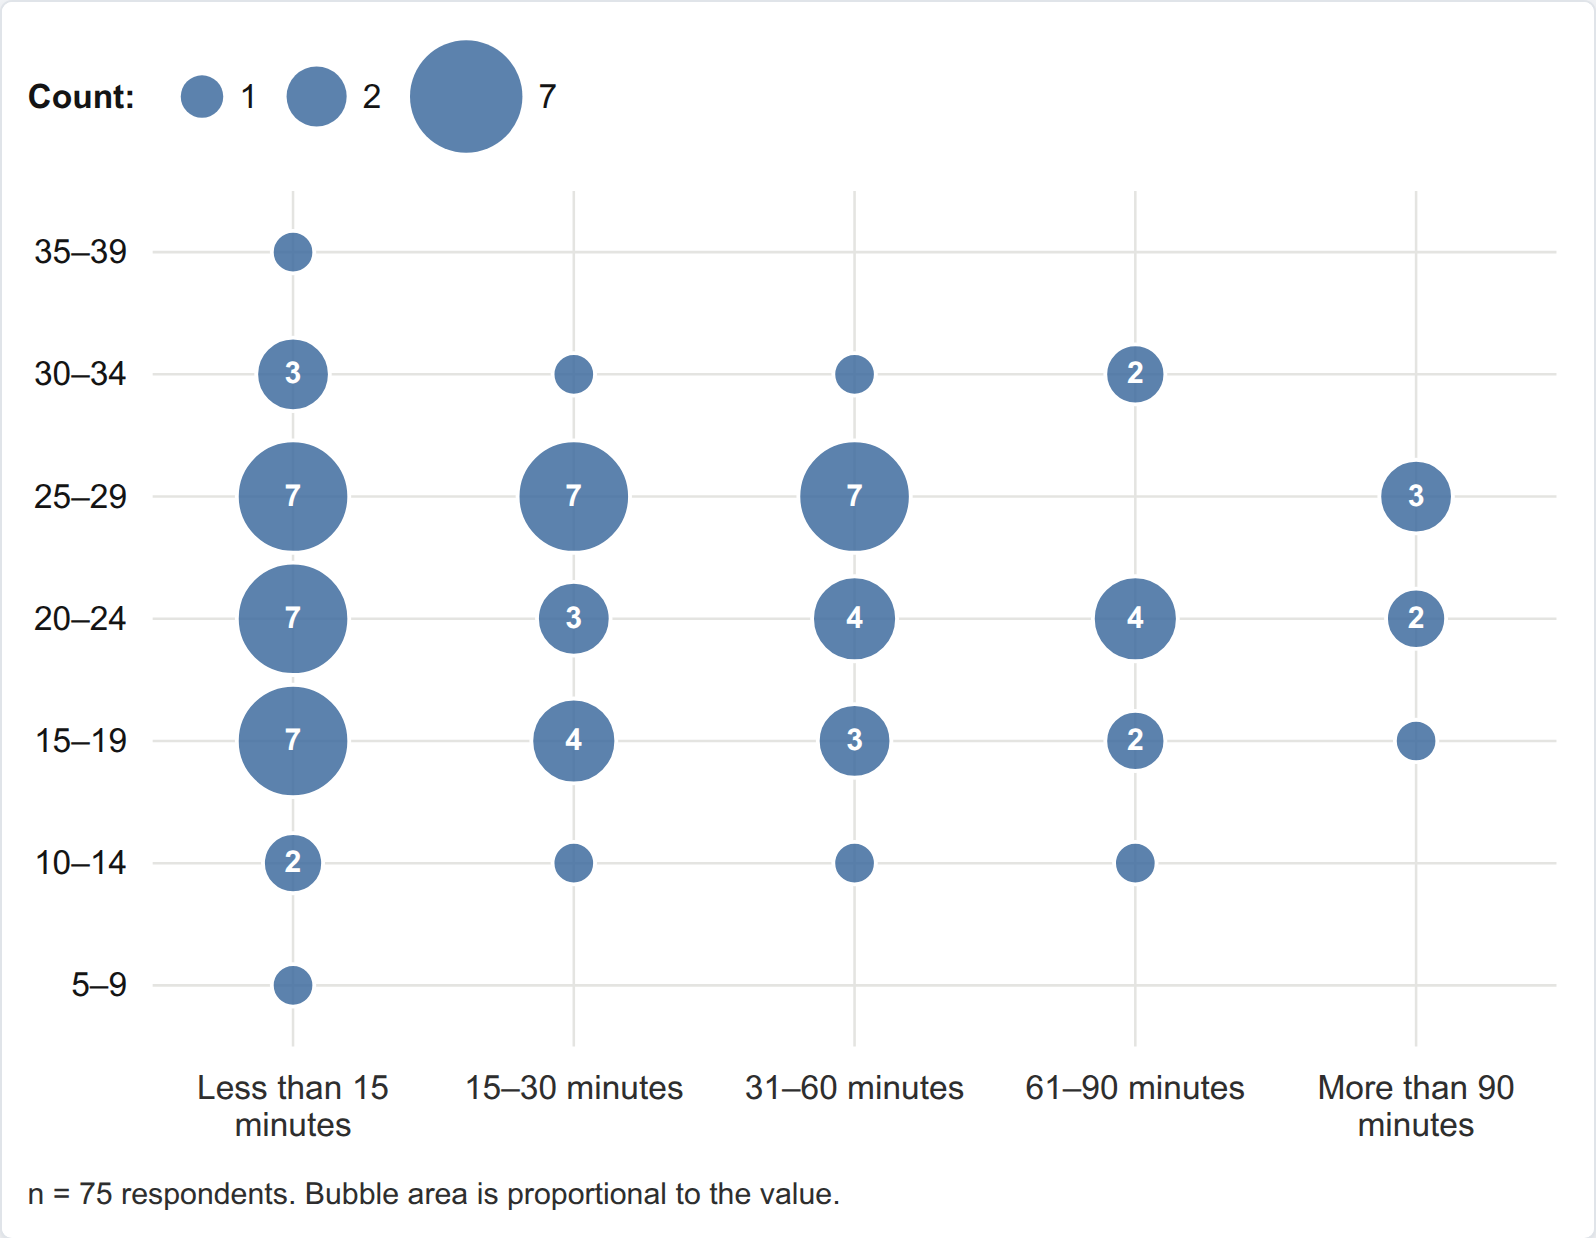 Count: 1 2 7
35–39
30–34 3 2
25–29 7 7 7 3
20–24 7 3 4 4 2
15–19 7 4 3 2
10–14 2
5–9
Less than 15 minutes 15–30 minutes 31–60 minutes 61–90 minutes More than 90 minutes
n = 75 respondents. Bubble area is proportional to the value.